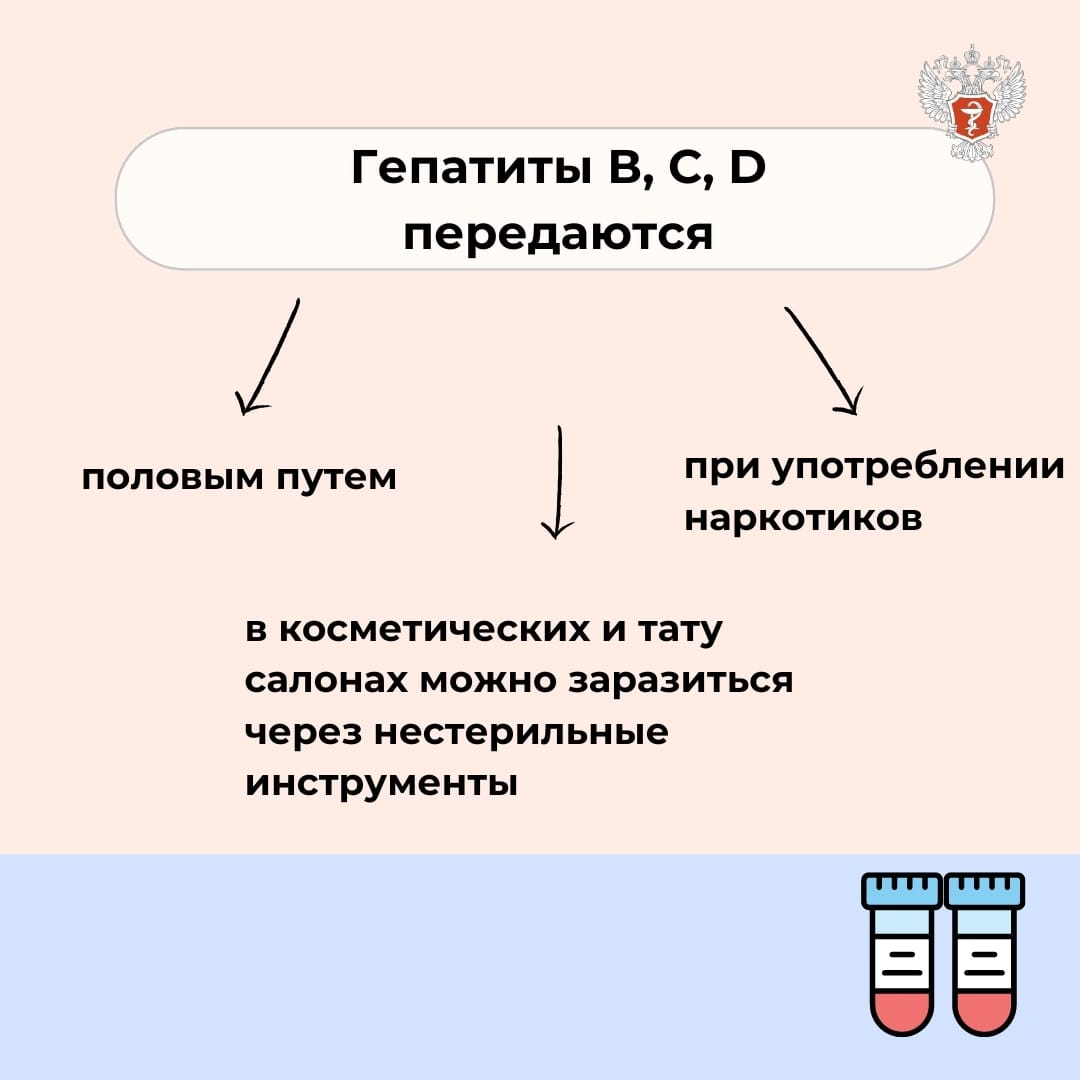 Гепатиты B, C, D
передаются
половым путем
при употреблении
наркотиков
в косметических и тату
салонах можно заразиться
через нестерильные
инструменты